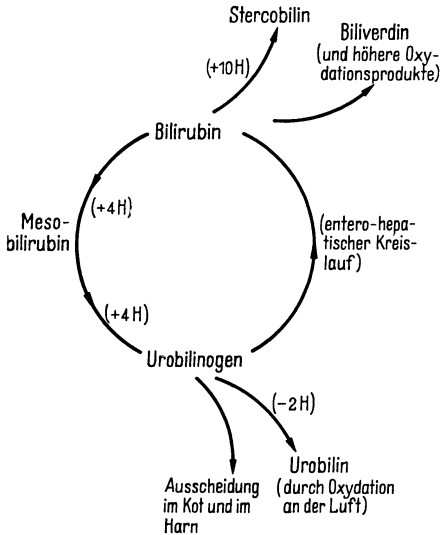 Stercobilin
(+10H)
Biliverdin
(und höhere Oxy-
dationsprodukte)
Bilirubin
(+4H)
Meso-
bilirubin
(entero-hepa-
tischer Kreis-
lauf)
(+4H)
Urobilinogen
(-2H)
Ausscheidung
im Kot und im
Harn
Urobilin
(durch Oxydation
an der Luft)